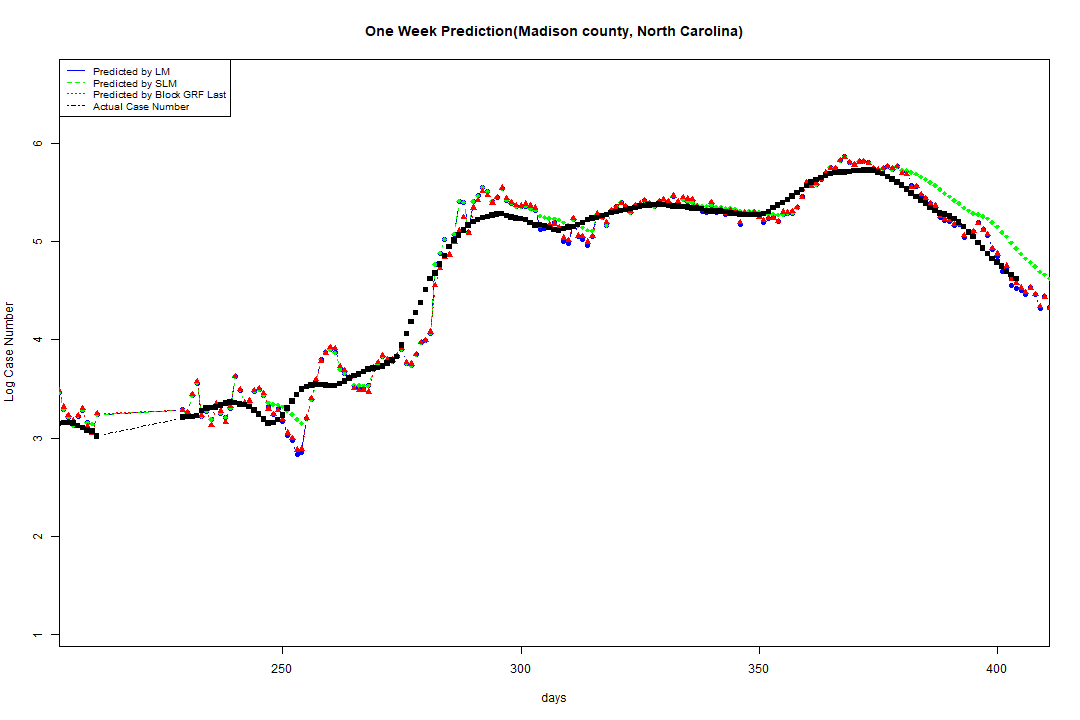 One Week Prediction(Madison county, North Carolina)
Predicted by LM
Predicted by SLM
Predicted by Block GRF Last
Actual Case Number
Log Case Number
6
5
4
3
2
1
250
300
350
400
days